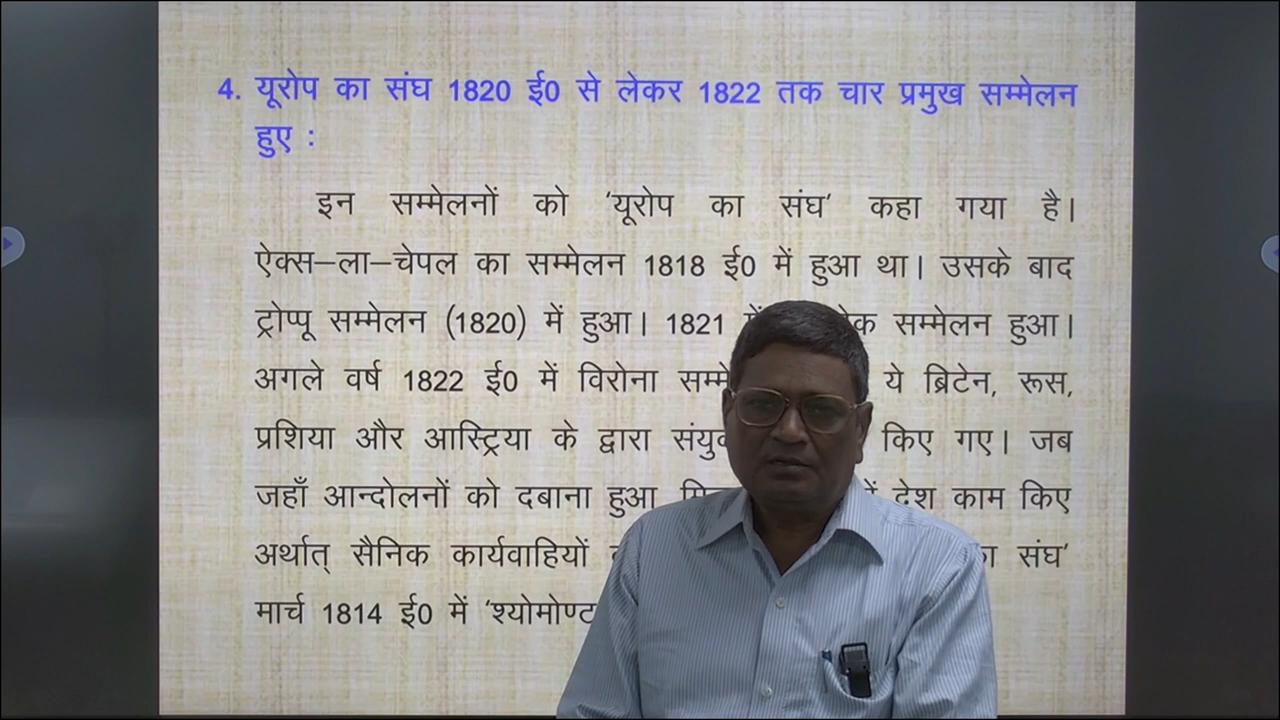 4. यूरोप का संघ 1820 ई0 से लेकर 1822 तक चार प्रमुख सम्मेलन
हुए :
इन सम्मेलनों को 'यूरोप का संघ' कहा गया है।
ऐक्स–ला–चेपल का सम्मेलन 1818 ई0 में हुआ था। उसके बाद
ट्रोप्पू सम्मेलन (1820) में हुआ। 1821 सम्मेलन हुआ।
अगले वर्ष 1822 ई0 में विरोना ये ब्रिटेन, रूस,
प्रशिया और आस्ट्रिया के द्वारा किए गए। जब
जहाँ आन्दोलनों को दबाना हुआ देश काम किए
अर्थात् सैनिक कार्यवाहियों संघ'
मार्च 1814 ई0 में